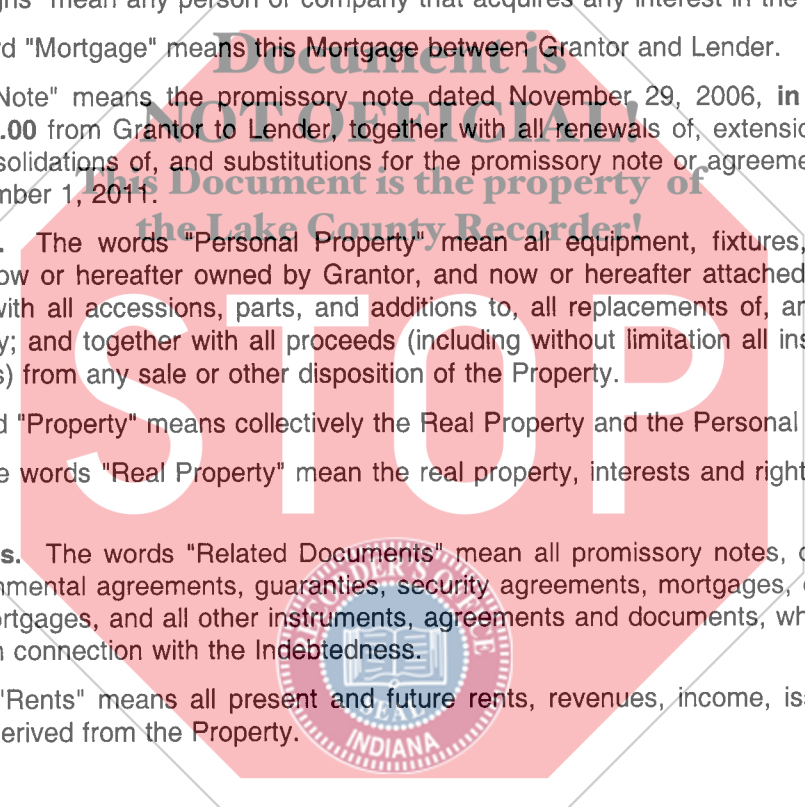 gns" mean any person or company that acquires any interest in the
rd "Mortgage" means this Mortgage between Grantor and Lender.
Document is
Note" means the promissory note dated November 29, 2006, in
NOT OFFICIAL!
.00 from Grantor to Lender, together with all renewals of, extensio
solidations of, and substitutions for the promissory note or agreeme
This Document is the property of
mber 1, 2011.
the Lake County Recorder!
. The words "Personal Property" mean all equipment, fixtures,
ow or hereafter owned by Grantor, and now or hereafter attached
with all accessions, parts, and additions to, all replacements of, an
y; and together with all proceeds (including without limitation all ins
s) from any sale or other disposition of the Property.
STOP
d "Property" means collectively the Real Property and the Personal
e words "Real Property" mean the real property, interests and right
s. The words "Related Documents" mean all promissory notes, c
nmental agreements, guaranties, security agreements, mortgages,
ortgages, and all other instruments, agreements and documents, wh
n connection with the Indebtedness.
RECORDER'S OFFICE
SEAL
INDIANA
"Rents" means all present and future rents, revenues, income, iss
erived from the Property.